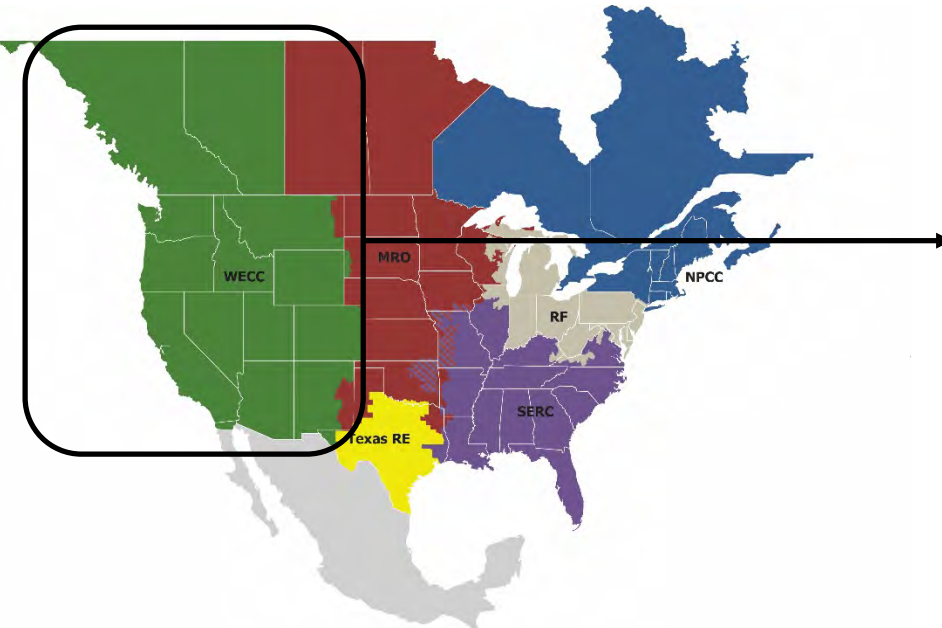 MRO
WECC
NPCC
RF
SERC
Texas RE